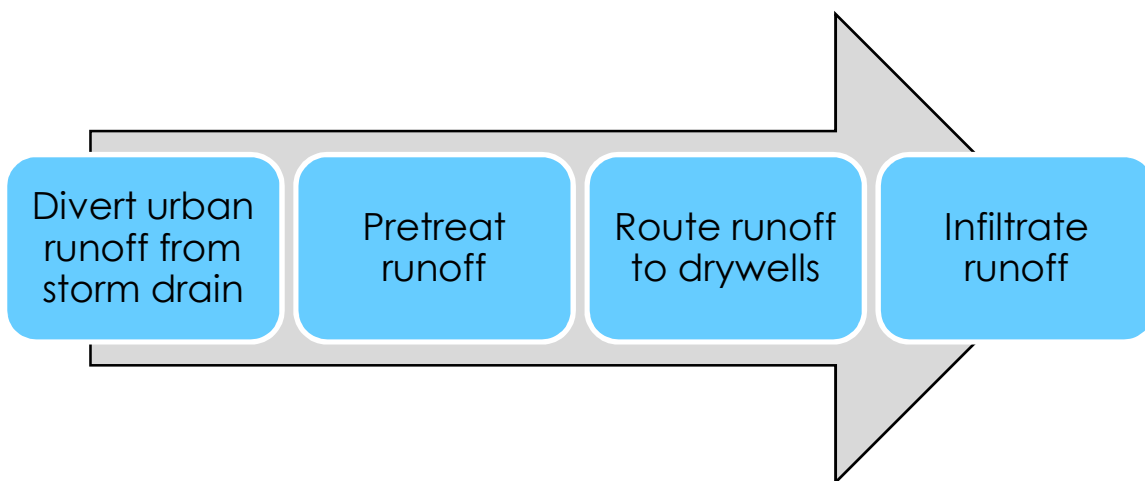 Divert urban
runoff from
storm drain
Pretreat
runoff
Route runoff
to drywells
Infiltrate
runoff